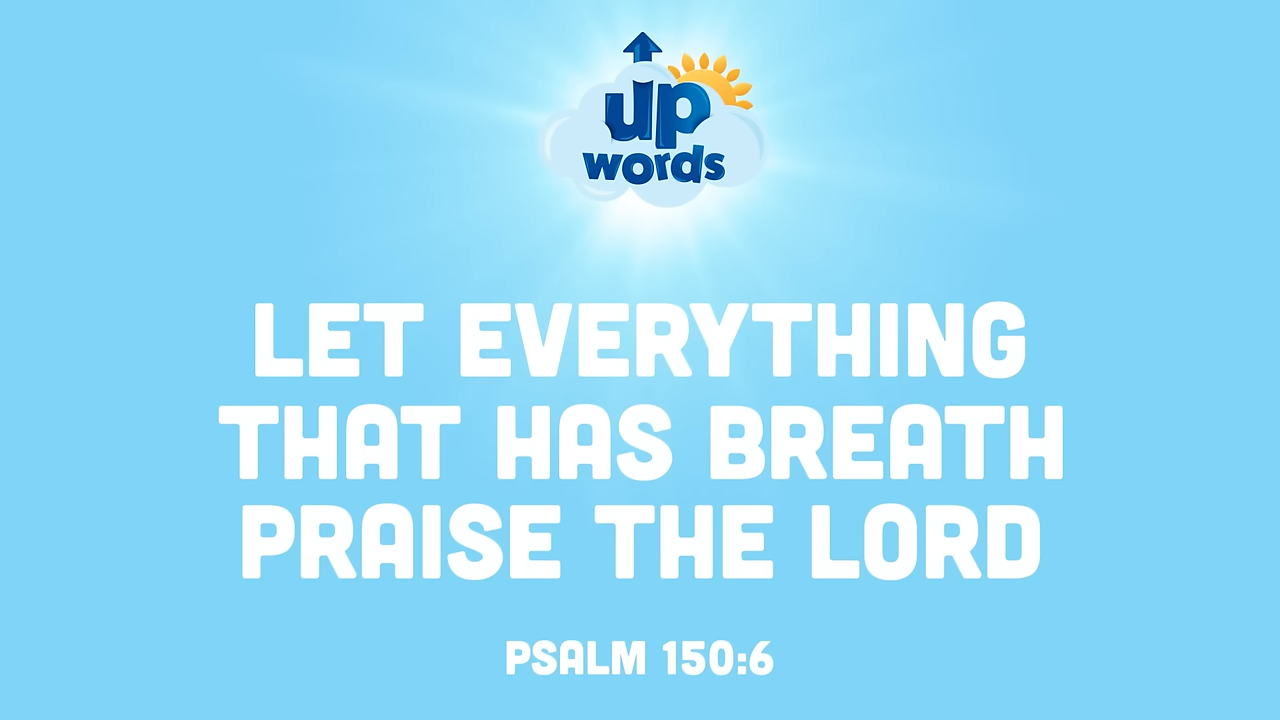 up
words
LET EVERYTHING
THAT HAS BREATH
PRAISE THE LORD
PSALM 150:6